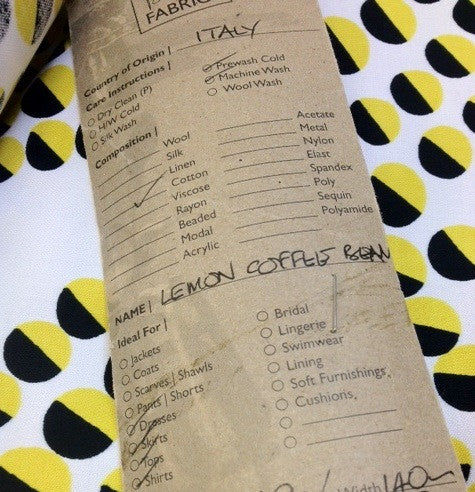 FABRIC
Country of Origin | ITALY
Care Instructions |
Dry Clean (P)
H/W Cold
Silk Wash
Prewash Cold
Machine Wash
Wool Wash
Composition |
Wool
Silk
Linen
Cotton
Viscose
Rayon
Beaded
Modal
Acrylic
Acetate
Metal
Nylon
Elast
Spandex
Poly
Sequin
Polyamide
NAME | LEMON COFFEE BEAN
Ideal For |
Jackets
Coats
Scarves | Shawls
Pants | Shorts
Dresses
Skirts
Tops
Shirts
Bridal
Lingerie
Swimwear
Lining
Soft Furnishings
Cushions,
Width 140